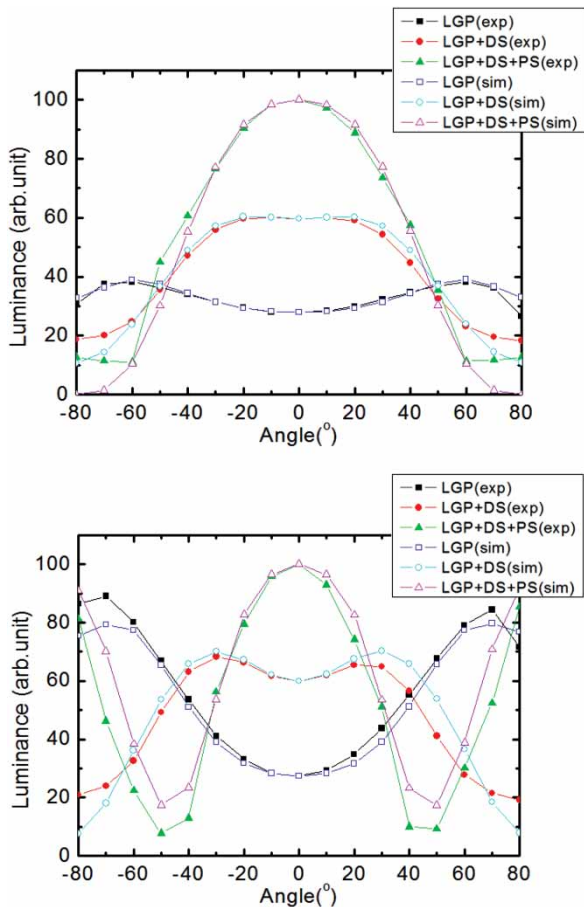 LGP(exp)
LGP+DS(exp)
LGP+DS+PS(exp)
LGP(sim)
LGP+DS(sim)
LGP+DS+PS(sim)
100
80
60
40
20
0
Luminance (arb.unit)
-80 -60 -40 -20 0 20 40 60 80
Angle(°)
LGP(exp)
LGP+DS(exp)
LGP+DS+PS(exp)
LGP(sim)
LGP+DS(sim)
LGP+DS+PS(sim)
100
80
60
40
20
0
Luminance (arb.unit)
-80 -60 -40 -20 0 20 40 60 80
Angle(°)